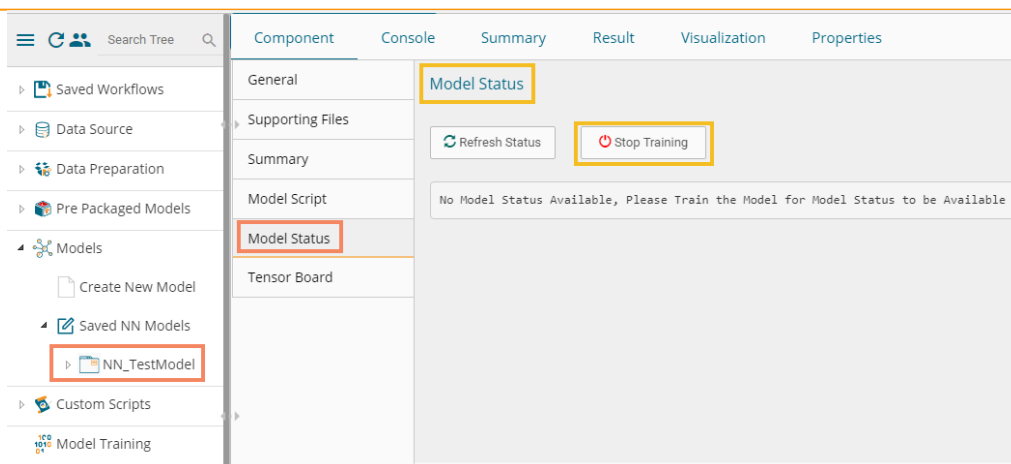 Search Tree
Saved Workflows
Data Source
Data Preparation
Pre Packaged Models
Models
Create New Model
Saved NN Models
NN_TestModel
Custom Scripts
Model Training
Component Console Summary Result Visualization Properties
General
Supporting Files
Summary
Model Script
Model Status
Tensor Board
Model Status
Refresh Status Stop Training
No Model Status Available, Please Train the Model for Model Status to be Available